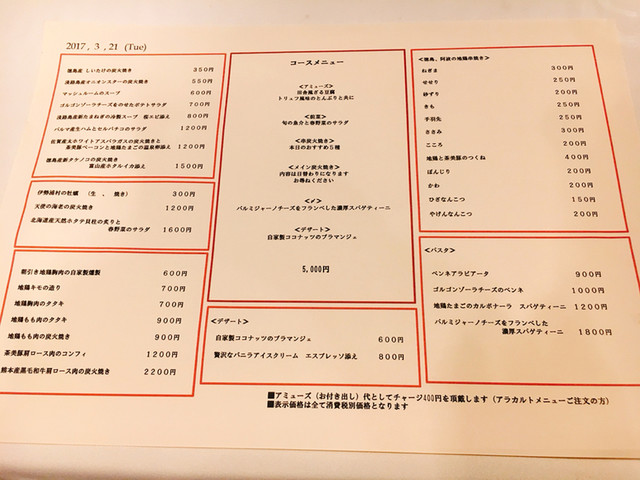 2017, 3, 21 (Tue)
徳島産 しいたけの炭火焼き 350円
淡路島産オニオンスターの炭火焼き 550円
マッシュルームのスープ 600円
ゴルゴンゾーラチーズをのせたポテトサラダ 700円
淡路島産新たまねぎの冷製スープ 桜エビ添え 800円
パルマ産生ハムとセルバチコのサラダ 1200円
佐賀産太ホワイトアスパラガスの炭火焼きと
茶美豚ベーコンと地鶏たまごの温泉卵添え 1200円
徳島産新タケノコの炭火焼き
富山産ホタルイカ添え 1500円
伊勢浦村の牡蠣 (生 、 焼き) 300円
天使の海老の炭火焼き 1200円
北海道産天然ホタテ貝柱の炙りと
春野菜のサラダ 1600円
朝引き地鶏胸肉の自家製燻製 600円
地鶏キモの造り 700円
地鶏胸肉のタタキ 700円
地鶏もも肉のタタキ 900円
地鶏もも肉の炭火焼き 900円
茶美豚肩ロース肉のコンフィ 1200円
熊本産黒毛和牛肩ロース肉の炭火焼き 2200円
コースメニュー
<アミューズ>
田舎風ざる豆腐
トリュフ風味のとんぶりと共に
<前菜>
旬の魚介と春野菜のサラダ
<串炭火焼き>
本日のおすすめ5種
<メイン炭火焼き>
内容は日替わりになります
お尋ねください
<〆>
パルミジャーノチーズをフランベした濃厚スパゲティーニ
<デザート>
自家製ココナッツのブラマンジェ
5,000円
<デザート>
自家製ココナッツのブラマンジェ 600円
贅沢なバニラアイスクリーム エスプレッソ添え 800円
<徳島、阿波の地鶏串焼き>
ねぎま 300円
せせり 250円
砂ずり 200円
きも 250円
手羽先 250円
ささみ 300円
こころ 200円
地鶏と茶美豚のつくね 400円
ぼんじり 200円
かわ 200円
ひざなんこつ 150円
やげんなんこつ 150円
<パスタ>
ペンネアラビアータ 900円
ゴルゴンゾーラチーズのペンネ 1000円
地鶏たまごのカルボナーラ スパゲティーニ 1200円
パルミジャーノチーズをフランベした
濃厚スパゲティーニ 1800円
■アミューズ(お付き出し)代としてチャージ400円を頂戴します(アラカルトメニューご注文の方)
■表示価格は全て消費税別価格となります